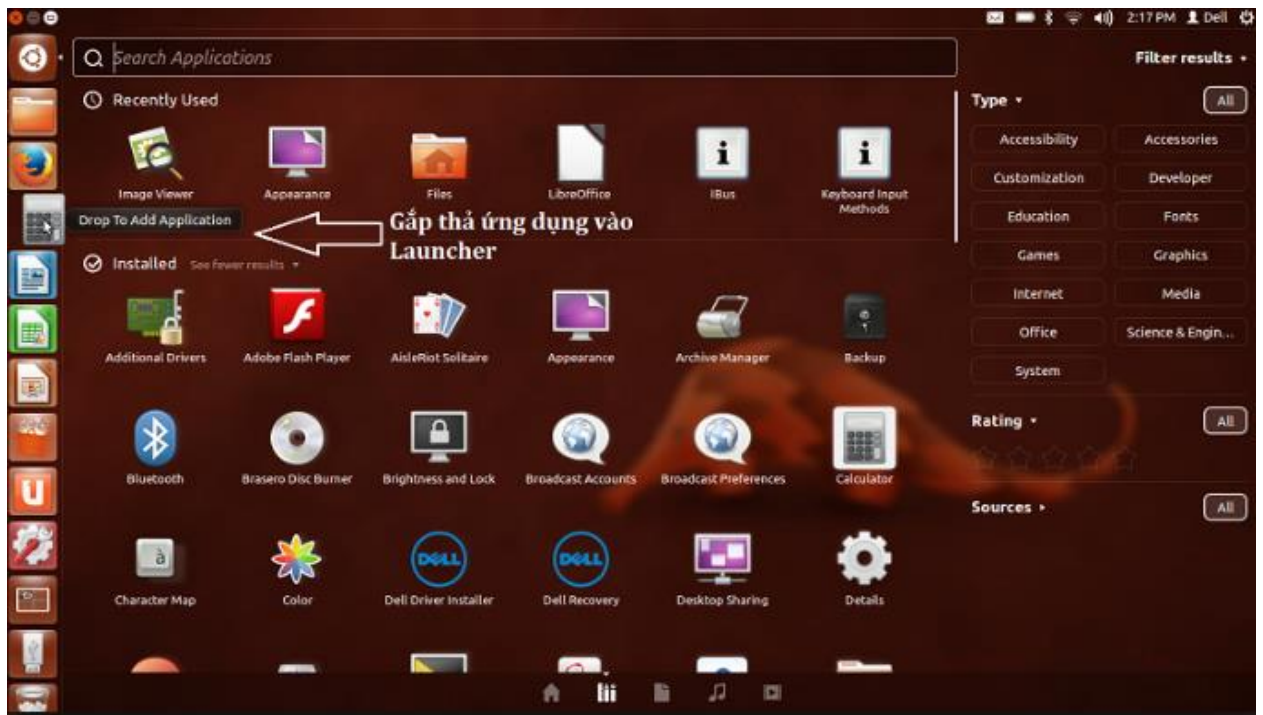 2:17 PM Dell
Search Applications
Filter results
Recently Used
Type
All
Image Viewer
Appearance
Files
LibreOffice
IBus
Keyboard Input
Methods
Accessibility
Accessories
Customization
Developer
Education
Fonts
Games
Graphics
Internet
Media
Office
Science & Engin...
System
Drop To Add Application
Gắp thả ứng dụng vào
Launcher
Installed See fewer results
Additional Drivers
Adobe Flash Player
AisleRiot Solitaire
Appearance
Archive Manager
Backup
Rating
All
Bluetooth
Brasero Disc Burner
Brightness and Lock
Broadcast Accounts
Broadcast Preferences
Calculator
Sources
All
à
DELL
DELL
Character Map
Color
Dell Driver Installer
Dell Recovery
Desktop Sharing
Details